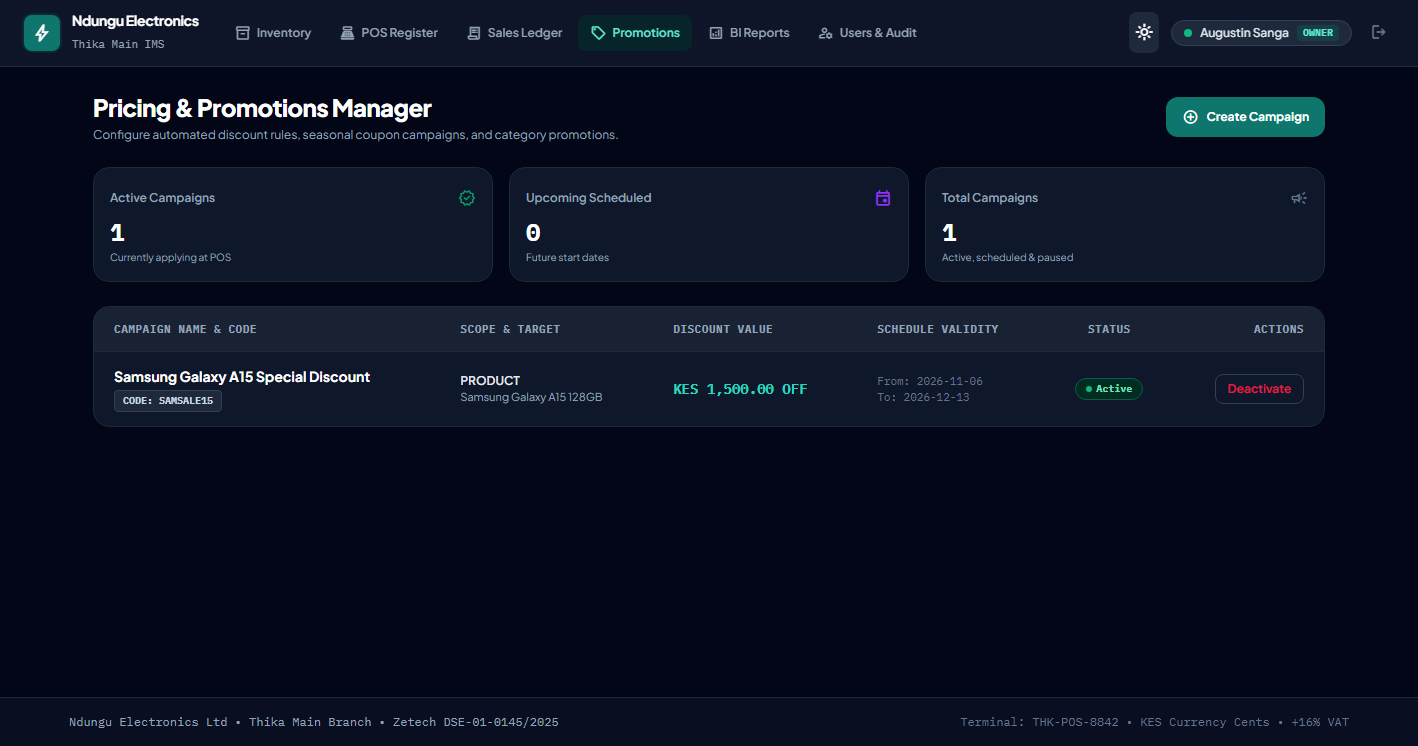 Ndungu Electronics
Thika Main IMS
Inventory
POS Register
Sales Ledger
Promotions
BI Reports
Users & Audit
Augustin Sanga OWNER
Pricing & Promotions Manager
Configure automated discount rules, seasonal coupon campaigns, and category promotions.
Create Campaign
Active Campaigns
1
Currently applying at POS
Upcoming Scheduled
0
Future start dates
Total Campaigns
1
Active, scheduled & paused
CAMPAIGN NAME & CODE SCOPE & TARGET DISCOUNT VALUE SCHEDULE VALIDITY STATUS ACTIONS
Samsung Galaxy A15 Special Discount
CODE: SAMSALE15
PRODUCT
Samsung Galaxy A15 128GB
KES 1,500.00 OFF
From: 2026-11-06
To: 2026-12-13
Active
Deactivate
Ndungu Electronics Ltd • Thika Main Branch • Zetech DSE-01-0145/2025
Terminal: THK-POS-8842 • KES Currency Cents • +16% VAT